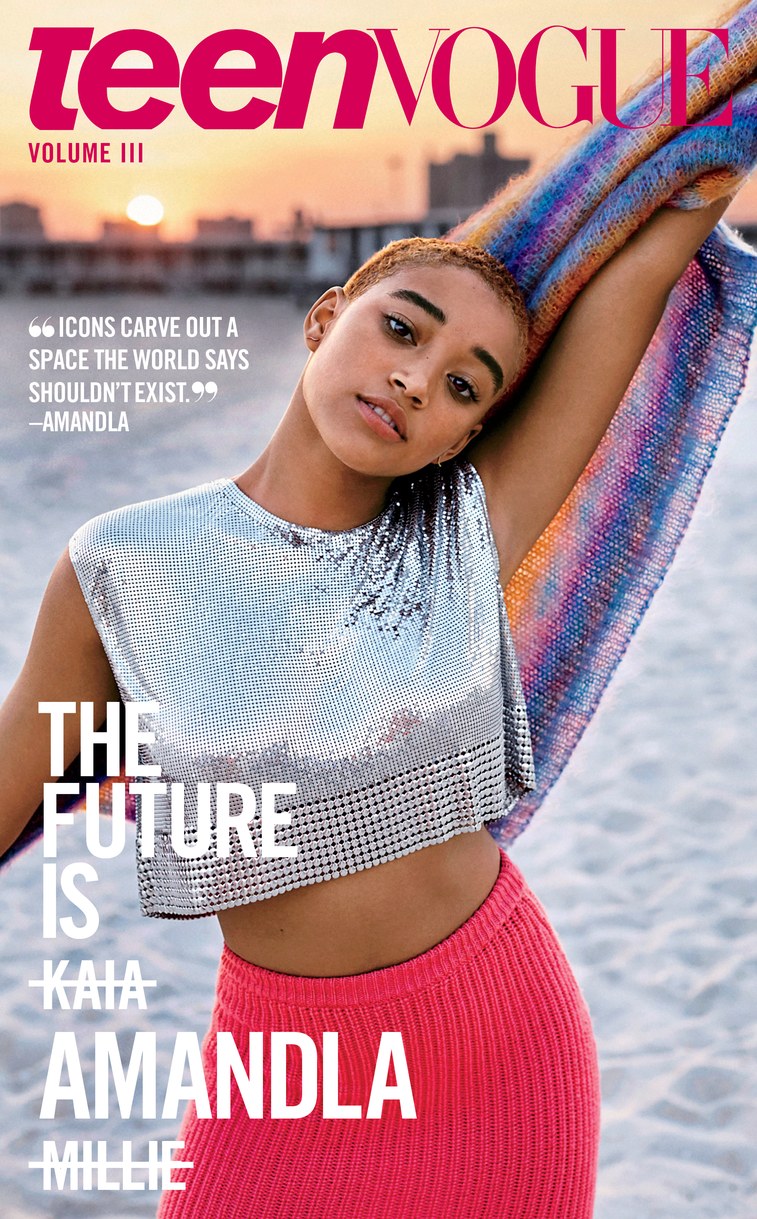 teenVOGUE
VOLUME III
“ICONS CARVE OUT A
SPACE THE WORLD SAYS
SHOULDN'T EXIST.”
–AMANDLA
THE
FUTURE
IS
KAIA
AMANDLA
MILLIE